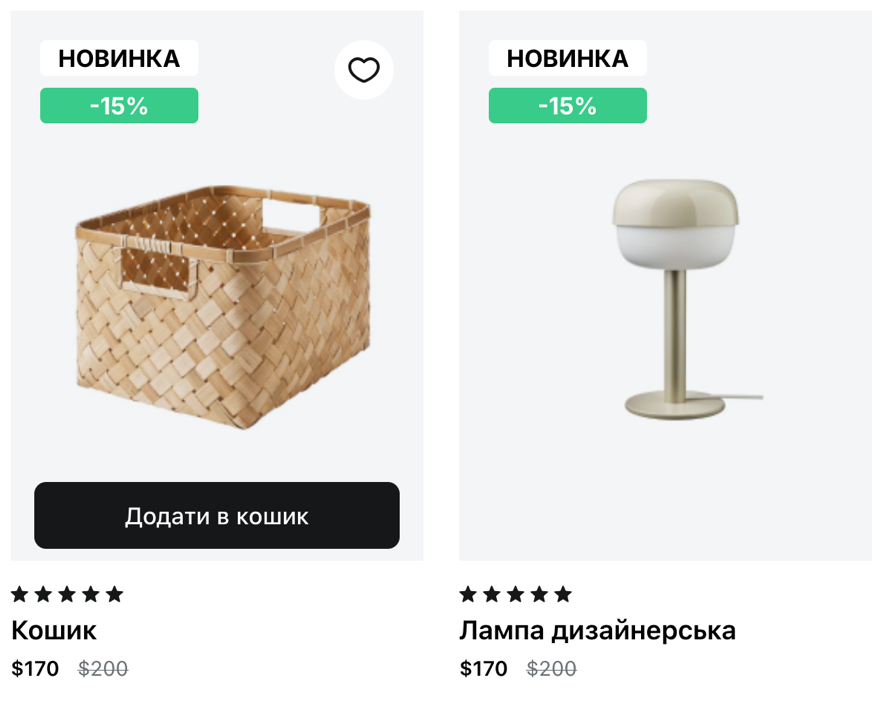 НОВИНКА
-15%
Додати в кошик
Кошик
$170 $200
НОВИНКА
-15%
Лампа дизайнерська
$170 $200